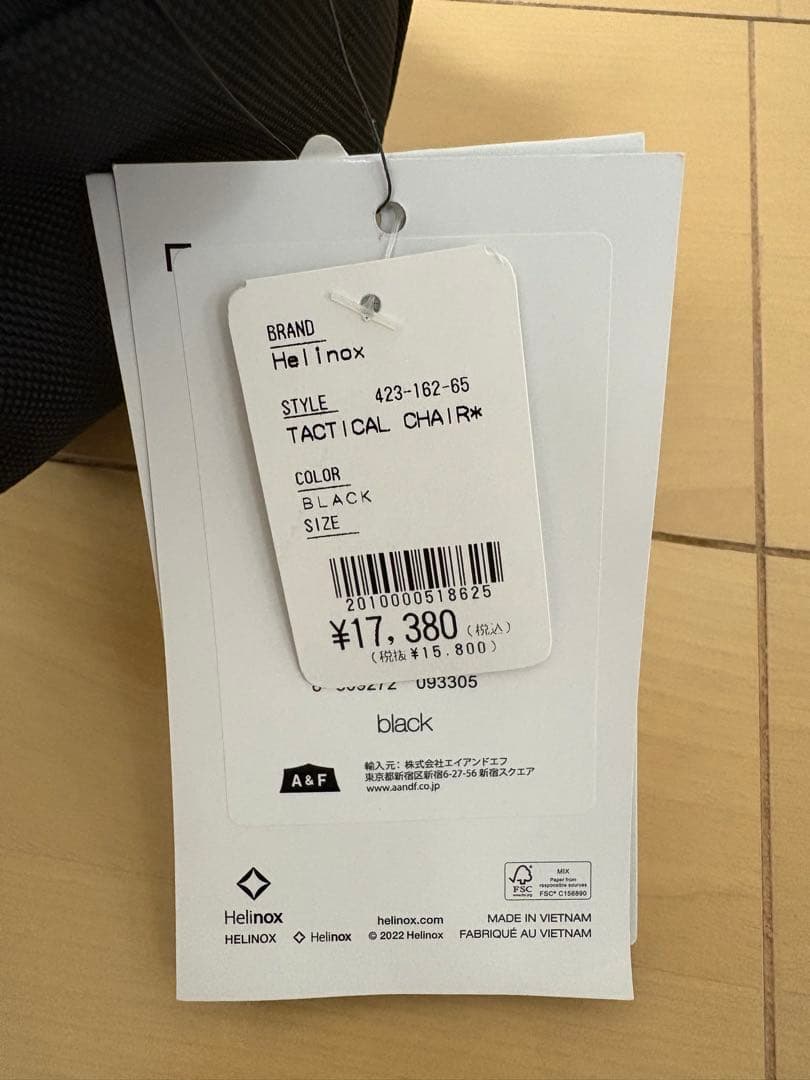 BRAND
Helinox
STYLE 423-162-65
TACTICAL CHAIR*
COLOR
BLACK
SIZE
2010000518625
¥17,380(税込)
(税抜¥15.800)
093305
black
A&F
輸入元：株式会社エイアンドエフ
東京都新宿区新宿6-27-56 新宿スクエア
www.aandf.co.jp
MIX
Paper from
responsible sources
FSC
FSC® C156890
Helinox
helinox.com
MADE IN VIETNAM
HELINOX Helinox © 2022 Helinox FABRIQUÉ AU VIETNAM